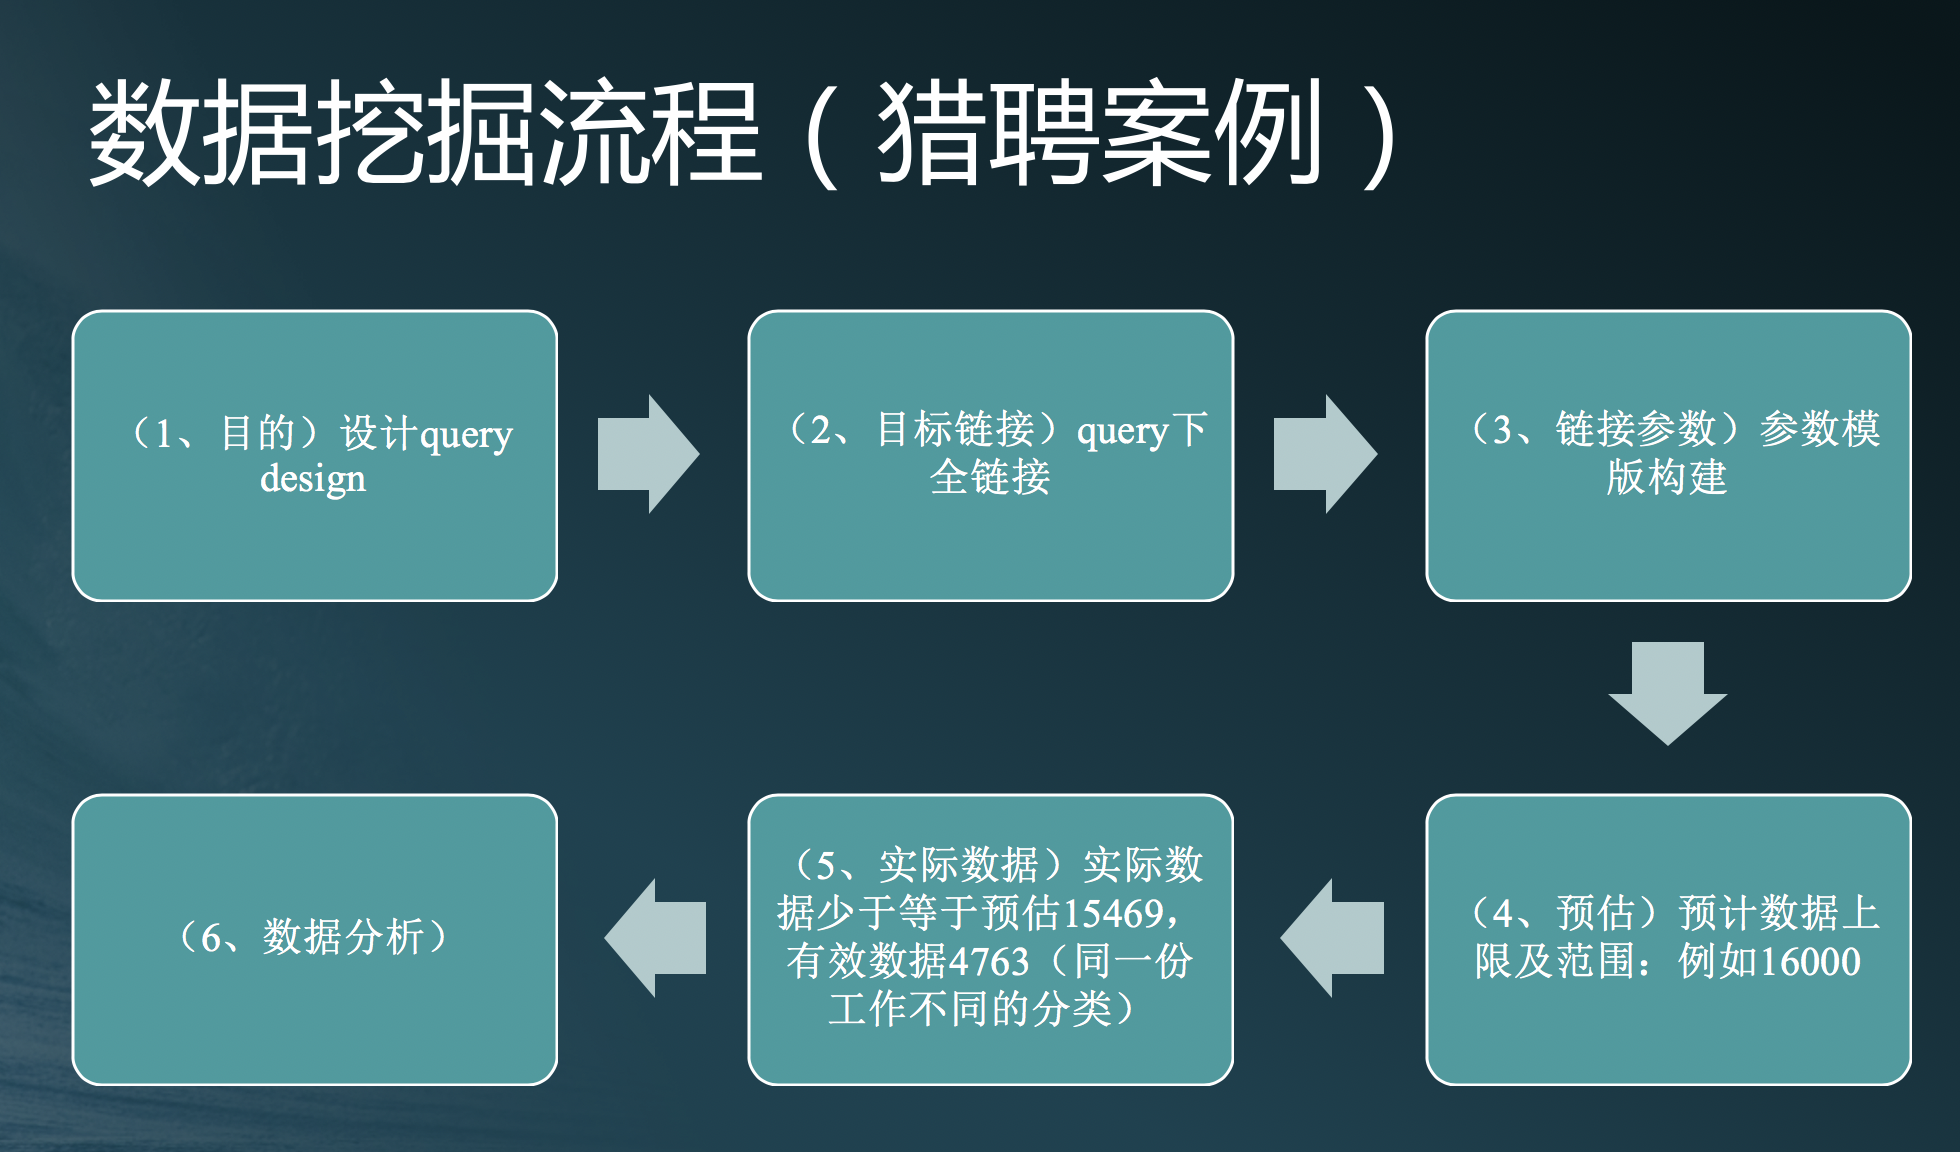 数据挖掘流程（猎聘案例）
（1、目的）设计query
design
（2、目标链接）query下
全链接
（3、链接参数）参数模
版构建
（4、预估）预计数据上
限及范围：例如16000
（5、实际数据）实际数
据少于等于预估15469，
有效数据4763（同一份
工作不同的分类）
（6、数据分析）